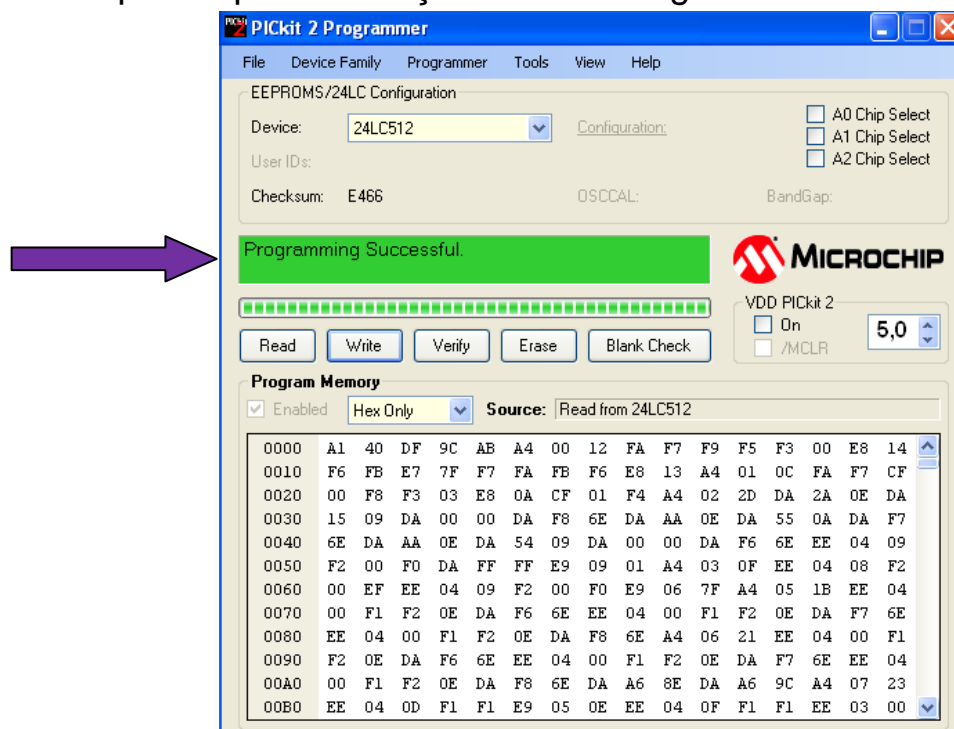 PICkit 2 Programmer
File Device Family Programmer Tools View Help
EEPROMS/24LC Configuration
Device: 24LC512 Configuration: A0 Chip Select
A1 Chip Select
User IDs: A2 Chip Select
Checksum: E466 OSCCAL: BandGap:
Programming Successful.
MICROCHIP
VDD PICkit 2
On 5,0
/MCLR
Read Write Verify Erase Blank Check
Program Memory
Enabled Hex Only Source: Read from 24LC512
0000 A1 40 DF 9C AB A4 00 12 FA F7 F9 F5 F3 00 E8 14
0010 F6 FB E7 7F F7 FA FB F6 E8 13 A4 01 0C FA F7 CF
0020 00 F8 F3 03 E8 0A CF 01 F4 A4 02 2D DA 2A 0E DA
0030 15 09 DA 00 00 DA F8 6E DA AA 0E DA 55 0A DA F7
0040 6E DA AA 0E DA 54 09 DA 00 00 DA F6 6E EE 04 09
0050 F2 00 F0 DA FF FF E9 09 01 A4 03 0F EE 04 08 F2
0060 00 EF EE 04 09 F2 00 F0 E9 06 7F A4 05 1B EE 04
0070 00 F1 F2 0E DA F6 6E EE 04 00 F1 F2 0E DA F7 6E
0080 EE 04 00 F1 F2 0E DA F8 6E A4 06 21 EE 04 00 F1
0090 F2 0E DA F6 6E EE 04 00 F1 F2 0E DA F7 6E EE 04
00A0 00 F1 F2 0E DA F8 6E DA A6 8E DA A6 9C A4 07 23
00B0 EE 04 0D F1 F1 E9 05 0E EE 04 0F F1 F1 EE 03 00